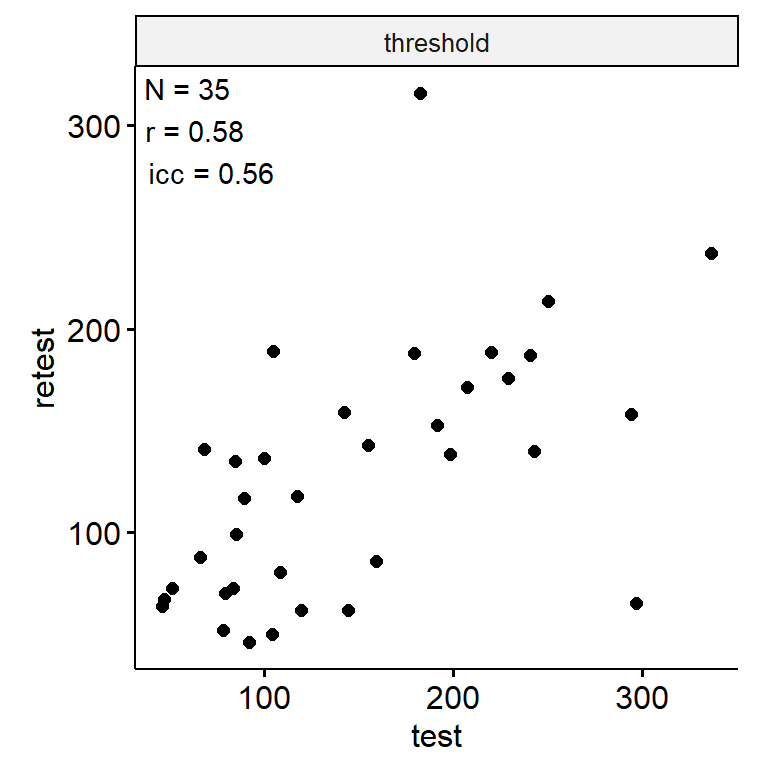 threshold
N = 35
r = 0.58
icc = 0.56
300
200
100
retest
100 200 300
test